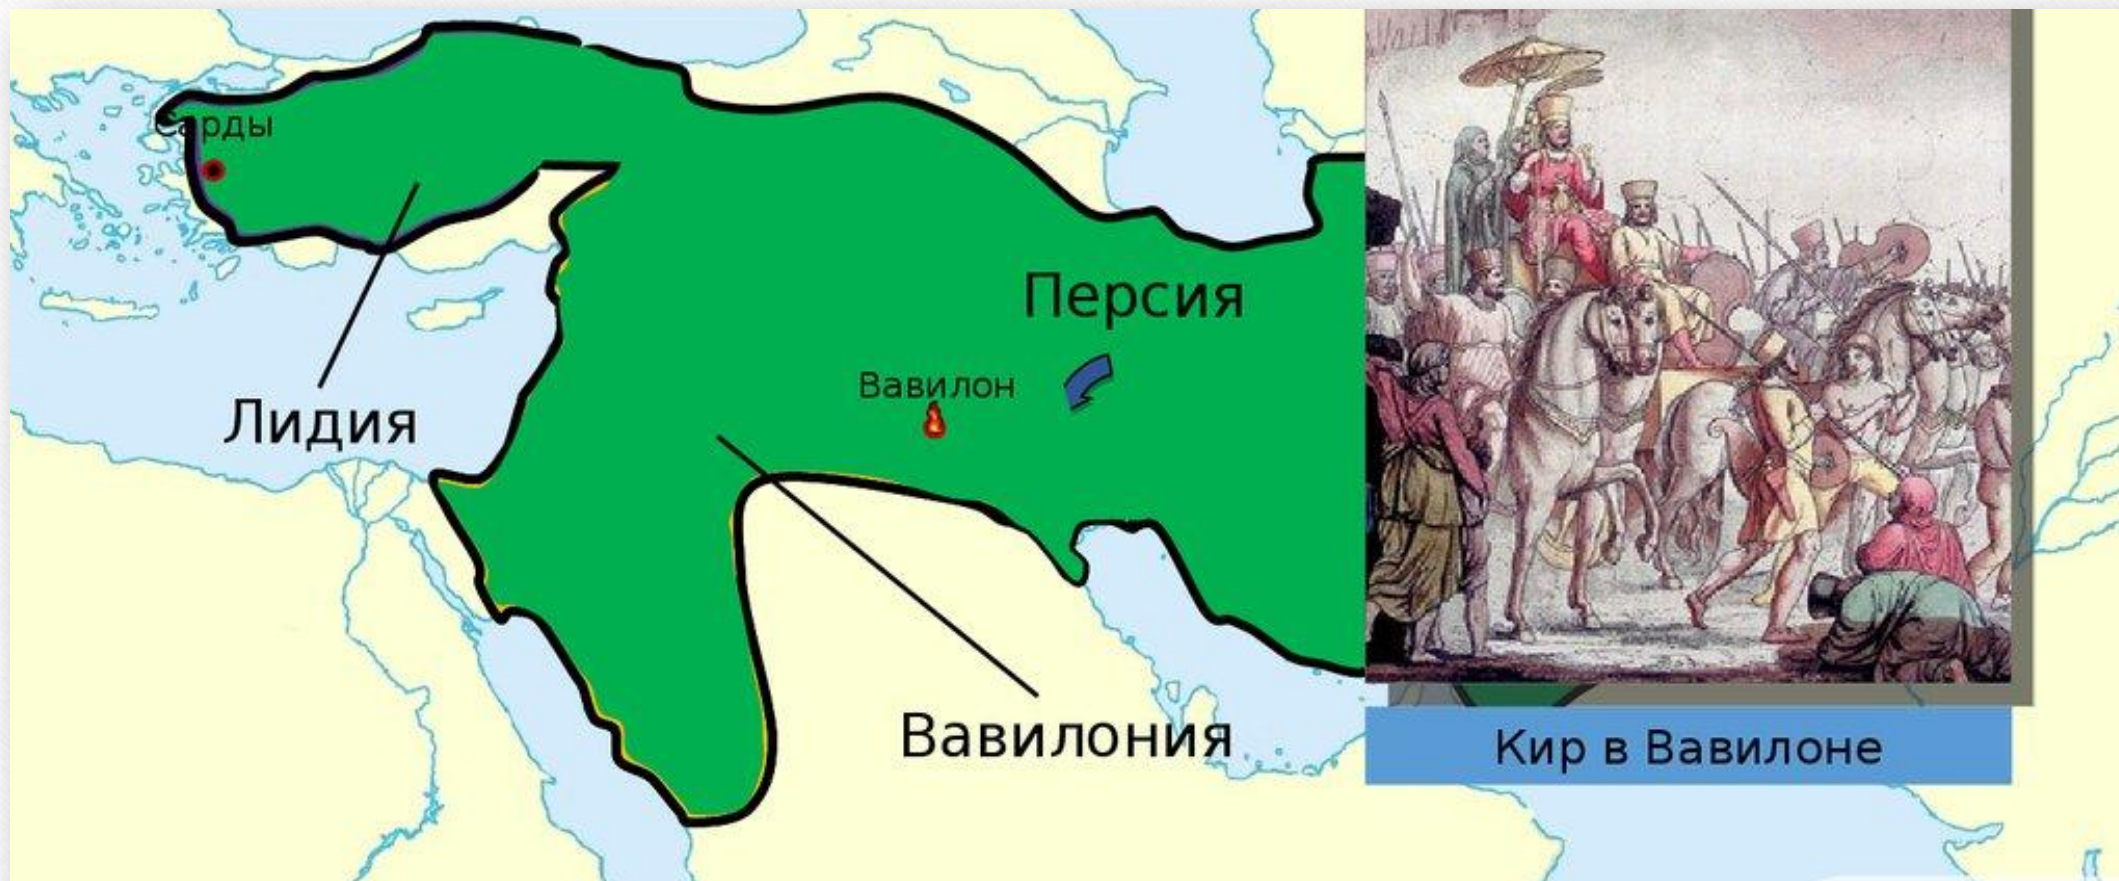 Сарды
Персия
Вавилон
Лидия
Вавилония
Кир в Вавилоне